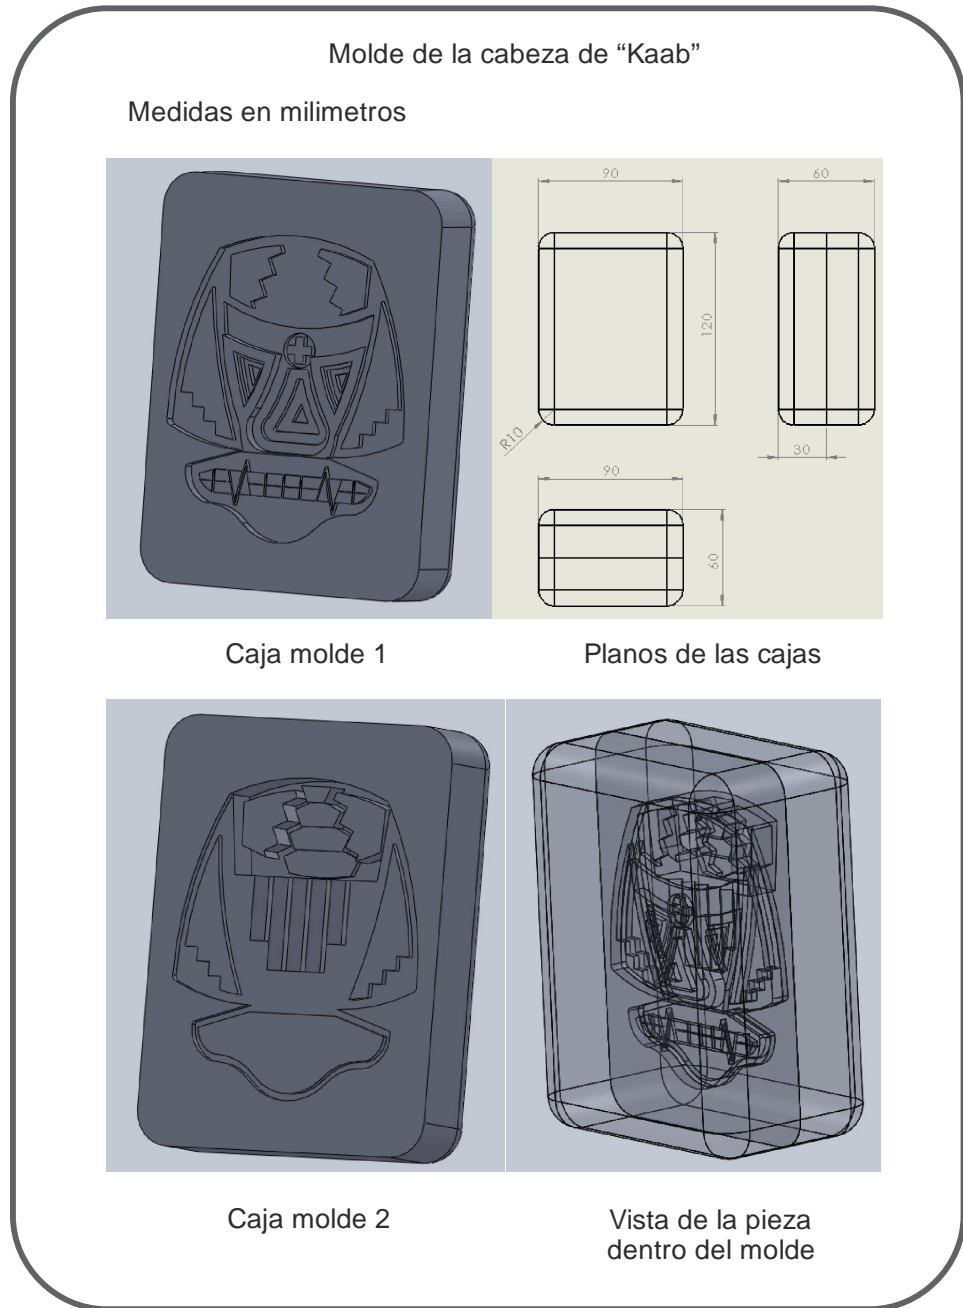 Molde de la cabeza de “Kaab”
Medidas en milimetros
90
60
120
R10
30
90
60
Caja molde 1
Planos de las cajas
Caja molde 2
Vista de la pieza
dentro del molde